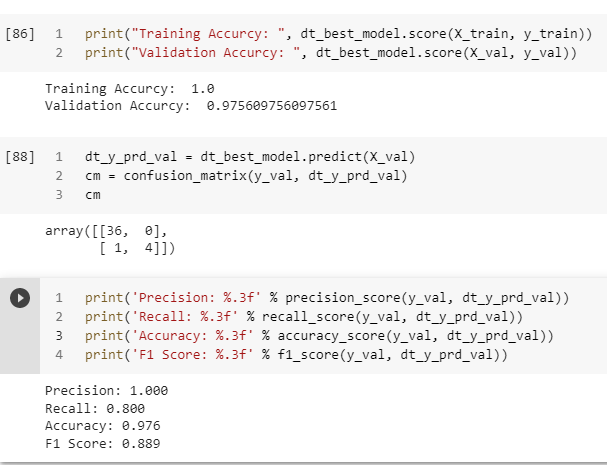 [86] 1 print("Training Accurcy: ", dt_best_model.score(X_train, y_train))
2 print("Validation Accurcy: ", dt_best_model.score(X_val, y_val))
Training Accurcy:  1.0
Validation Accurcy:  0.975609756097561
[88] 1 dt_y_prd_val = dt_best_model.predict(X_val)
2 cm = confusion_matrix(y_val, dt_y_prd_val)
3 cm
array([[36,  0],
       [ 1,  4]])
1 print('Precision: %.3f' % precision_score(y_val, dt_y_prd_val))
2 print('Recall: %.3f' % recall_score(y_val, dt_y_prd_val))
3 print('Accuracy: %.3f' % accuracy_score(y_val, dt_y_prd_val))
4 print('F1 Score: %.3f' % f1_score(y_val, dt_y_prd_val))
Precision: 1.000
Recall: 0.800
Accuracy: 0.976
F1 Score: 0.889